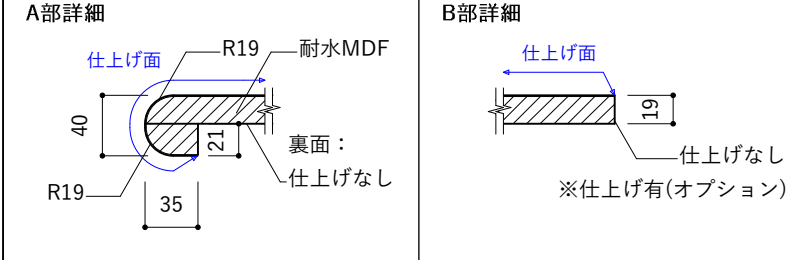 A部詳細
仕上げ面
R19
耐水MDF
40
21
裏面：
仕上げなし
R19
35
B部詳細
仕上げ面
19
仕上げなし
※仕上げ有(オプション)